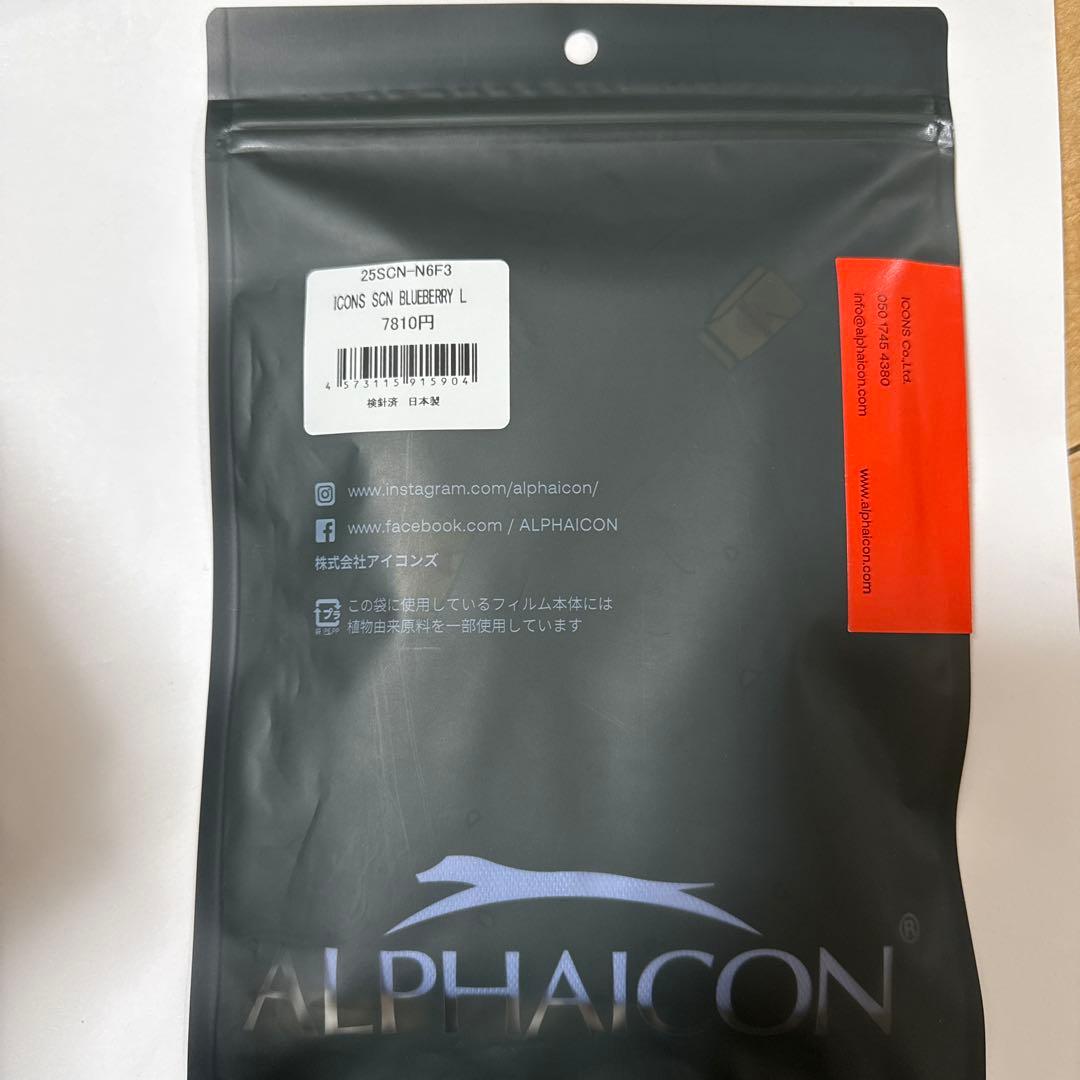 25SCN-N6F3
ICONS SCN BLUEBERRY L
7810円
4 573115 915904
検針済 日本製
ICONS Co.,Ltd.
050 1745 4380
info@alphaicon.com
www.alphaicon.com
www.instagram.com/alphaicon/
www.facebook.com / ALPHAICON
株式会社アイコンズ
プラ
この袋に使用しているフィルム本体には
植物由来原料を一部使用しています
ALPHAICON®